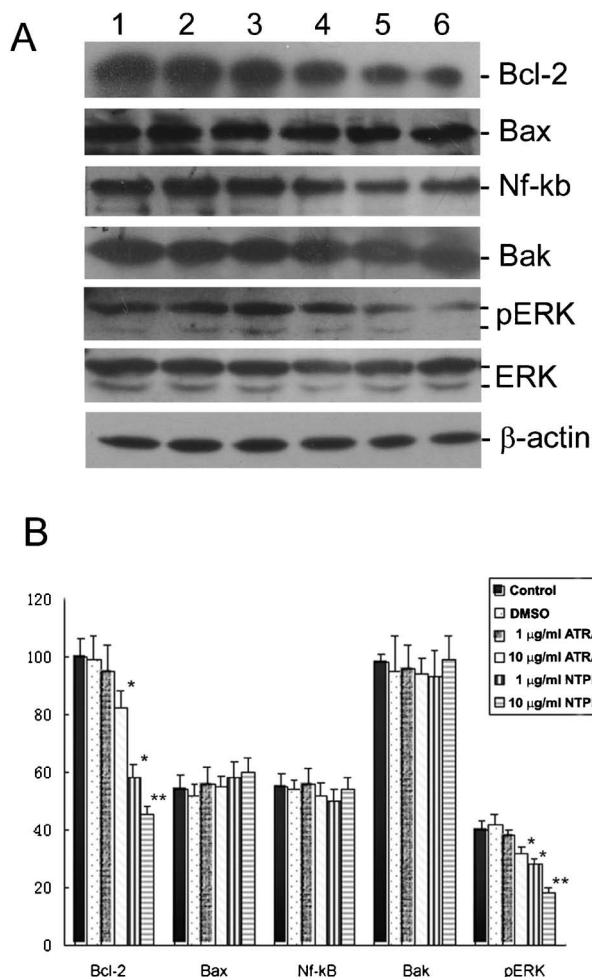 A
1 2 3 4 5 6
- Bcl-2
- Bax
- Nf-kb
- Bak
pERK
ERK
- β-actin
B
Control
DMSO
1 µg/ml ATRA
10 µg/ml ATRA
1 µg/ml NTP
10 µg/ml NTP
120
100
80
60
40
20
0
* * **
* * **
Bcl-2 Bax Nf-kB Bak pERK